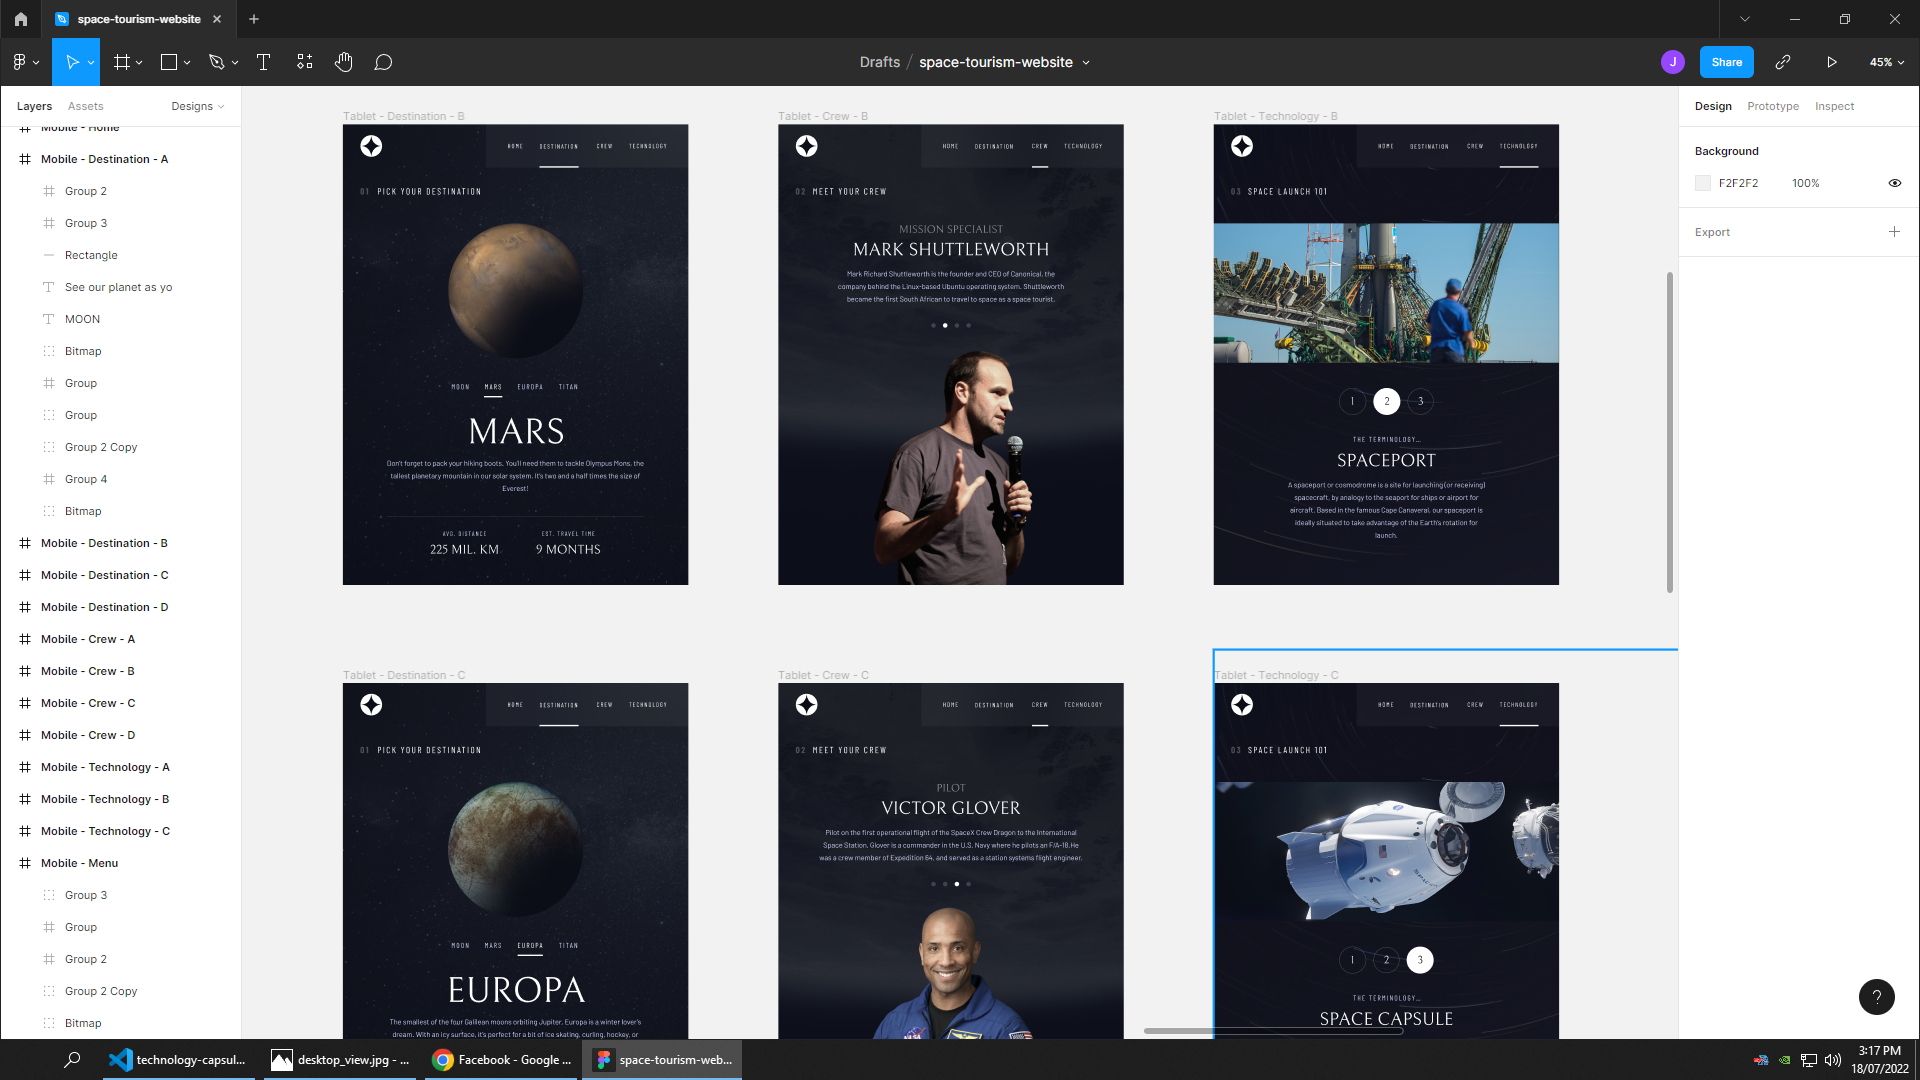 space-tourism-website
Drafts / space-tourism-website
J
Share
45%
Layers
Assets
Designs
Mobile - Home
Mobile - Destination - A
Group 2
Group 3
Rectangle
See our planet as yo
MOON
Bitmap
Group
Group
Group 2 Copy
Group 4
Bitmap
Mobile - Destination - B
Mobile - Destination - C
Mobile - Destination - D
Mobile - Crew - A
Mobile - Crew - B
Mobile - Crew - C
Mobile - Crew - D
Mobile - Technology - A
Mobile - Technology - B
Mobile - Technology - C
Mobile - Menu
Group 3
Group
Group 2
Group 2 Copy
Bitmap
Tablet - Destination - B
HOME DESTINATION CREW TECHNOLOGY
01 PICK YOUR DESTINATION
MOON MARS EUROPA TITAN
MARS
Don't forget to pack your hiking boots. You'll need them to tackle Olympus Mons, the
tallest planetary mountain in our solar system. It's two and a half times the size of
Everest!
AVG. DISTANCE
225 MIL. KM
EST. TRAVEL TIME
9 MONTHS
Tablet - Crew - B
HOME DESTINATION CREW TECHNOLOGY
02 MEET YOUR CREW
MISSION SPECIALIST
MARK SHUTTLEWORTH
Mark Richard Shuttleworth is the founder and CEO of Canonical, the
company behind the Linux-based Ubuntu operating system. Shuttleworth
became the first South African to travel to space as a space tourist.
Tablet - Technology - B
HOME DESTINATION CREW TECHNOLOGY
03 SPACE LAUNCH 101
1 2 3
THE TERMINOLOGY...
SPACEPORT
A spaceport or cosmodrome is a site for launching (or receiving)
spacecraft, by analogy to the seaport for ships or airport for
aircraft. Based in the famous Cape Canaveral, our spaceport is
ideally situated to take advantage of the Earth's rotation for
launch.
Tablet - Destination - C
HOME DESTINATION CREW TECHNOLOGY
01 PICK YOUR DESTINATION
MOON MARS EUROPA TITAN
EUROPA
The smallest of the four Galilean moons orbiting Jupiter, Europa is a winter lover's
dream. With an icy surface, it's perfect for a bit of ice skating, curling, hockey, or
Tablet - Crew - C
HOME DESTINATION CREW TECHNOLOGY
02 MEET YOUR CREW
PILOT
VICTOR GLOVER
Pilot on the first operational flight of the SpaceX Crew Dragon to the International
Space Station. Glover is a commander in the U.S. Navy where he pilots an F/A-18.He
was a crew member of Expedition 64, and served as a station systems flight engineer.
NASA
Tablet - Technology - C
HOME DESTINATION CREW TECHNOLOGY
03 SPACE LAUNCH 101
1 2 3
THE TERMINOLOGY...
SPACE CAPSULE
Design
Prototype
Inspect
Background
F2F2F2
100%
Export
?
technology-capsul...
desktop_view.jpg - ...
Facebook - Google ...
space-tourism-web...
3:17 PM
18/07/2022